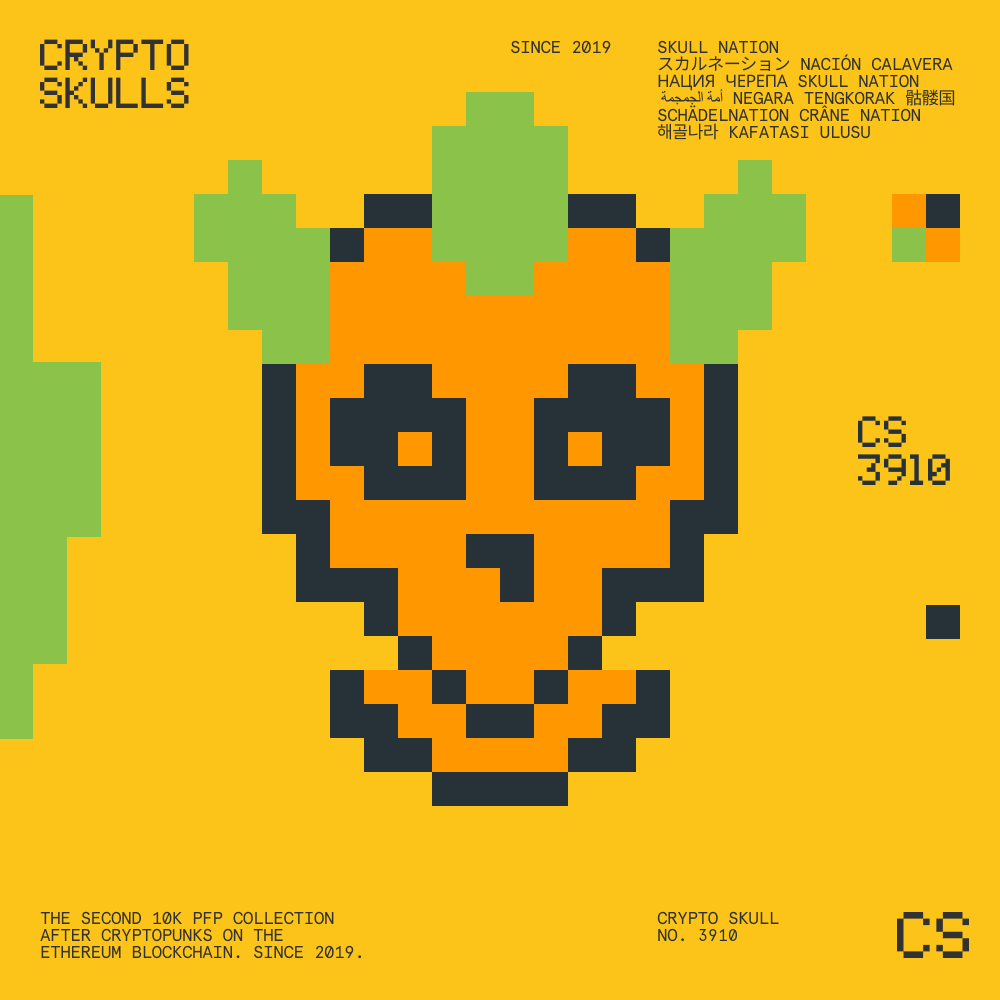 CRYPTO
SKULLS
SINCE 2019
SKULL NATION
スカルネーション NACIÓN CALAVERA
НАЦИЯ ЧЕРЕПА SKULL NATION
أمة الجمجمة NEGARA TENGKORAK 骷髅国
SCHÄDELNATION CRÂNE NATION
해골나라 KAFATASI ULUSU
CS
3910
THE SECOND 10K PFP COLLECTION
AFTER CRYPTOPUNKS ON THE
ETHEREUM BLOCKCHAIN. SINCE 2019.
CRYPTO SKULL
NO. 3910
CS